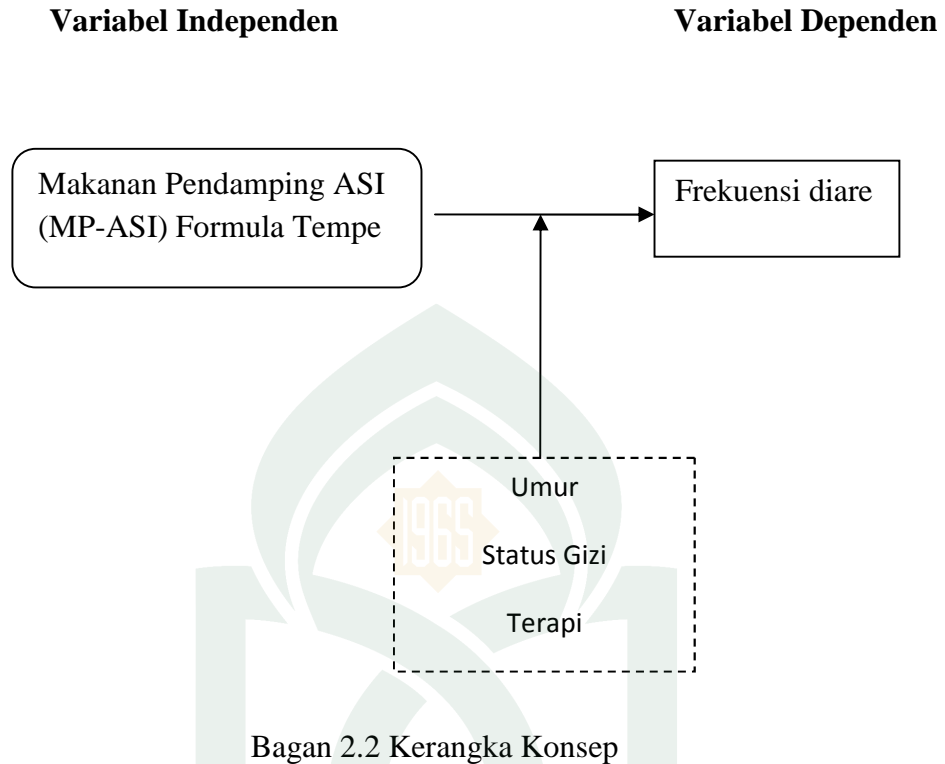 Variabel Independen
Variabel Dependen
Makanan Pendamping ASI
(MP-ASI) Formula Tempe
Frekuensi diare
Umur
1965
Status Gizi
Terapi
Bagan 2.2 Kerangka Konsep